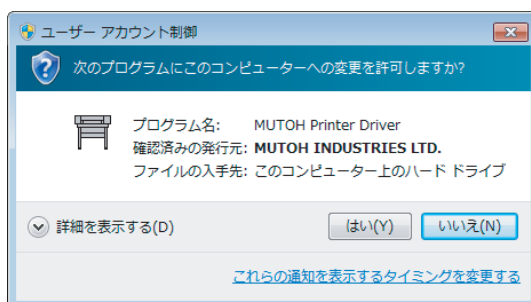 ユーザー アカウント制御
次のプログラムにこのコンピューターへの変更を許可しますか?
プログラム名: MUTOH Printer Driver
確認済みの発行元: MUTOH INDUSTRIES LTD.
ファイルの入手先: このコンピューター上のハード ドライブ
詳細を表示する(D) はい(Y) いいえ(N)
これらの通知を表示するタイミングを変更する